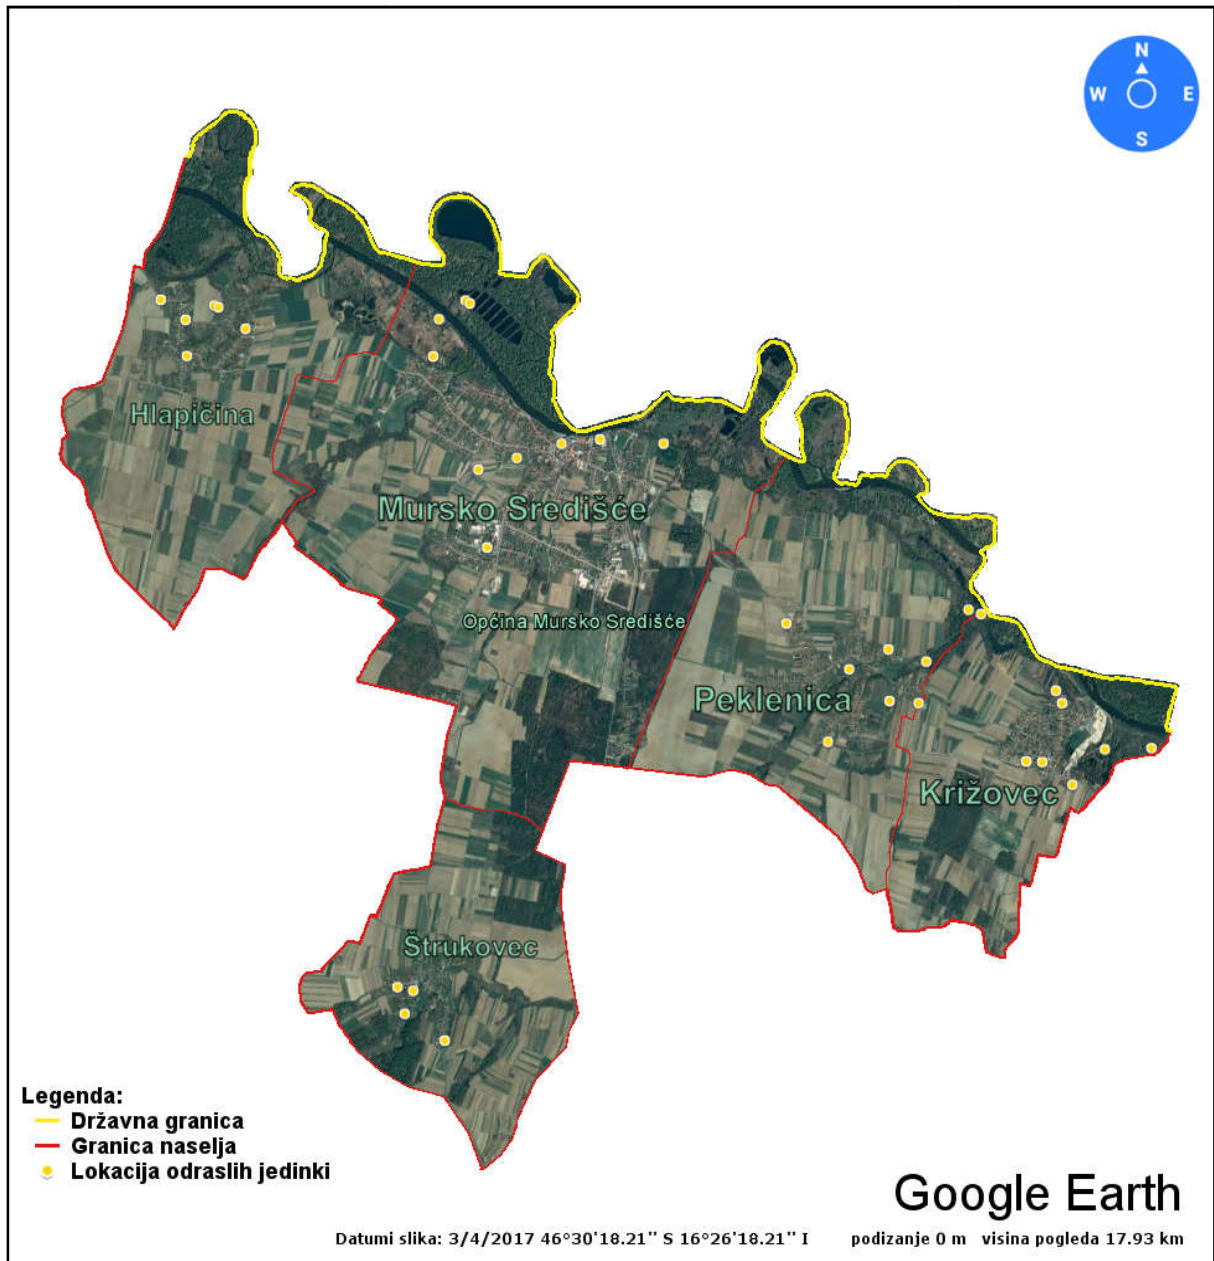 N
W E
S
Hlapičina
Mursko Središće
Općina Mursko Središće
Peklenica
Križovec
Štrukovec
Legenda:
Državna granica
Granica naselja
Lokacija odraslih jedinki
Google Earth
Datumi slika: 3/4/2017 46°30'18.21'' S 16°26'18.21'' I podizanje 0 m visina pogleda 17.93 km